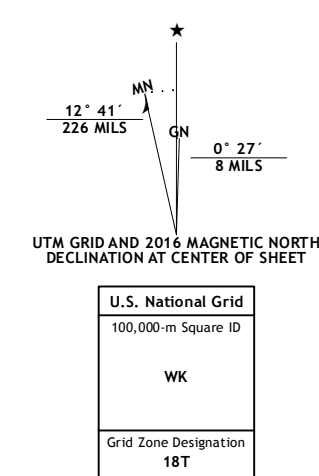 ★
MN
12° 41´
226 MILS
GN
0° 27´
8 MILS
UTM GRID AND 2016 MAGNETIC NORTH
DECLINATION AT CENTER OF SHEET
U.S. National Grid
100,000-m Square ID
WK
Grid Zone Designation
18T